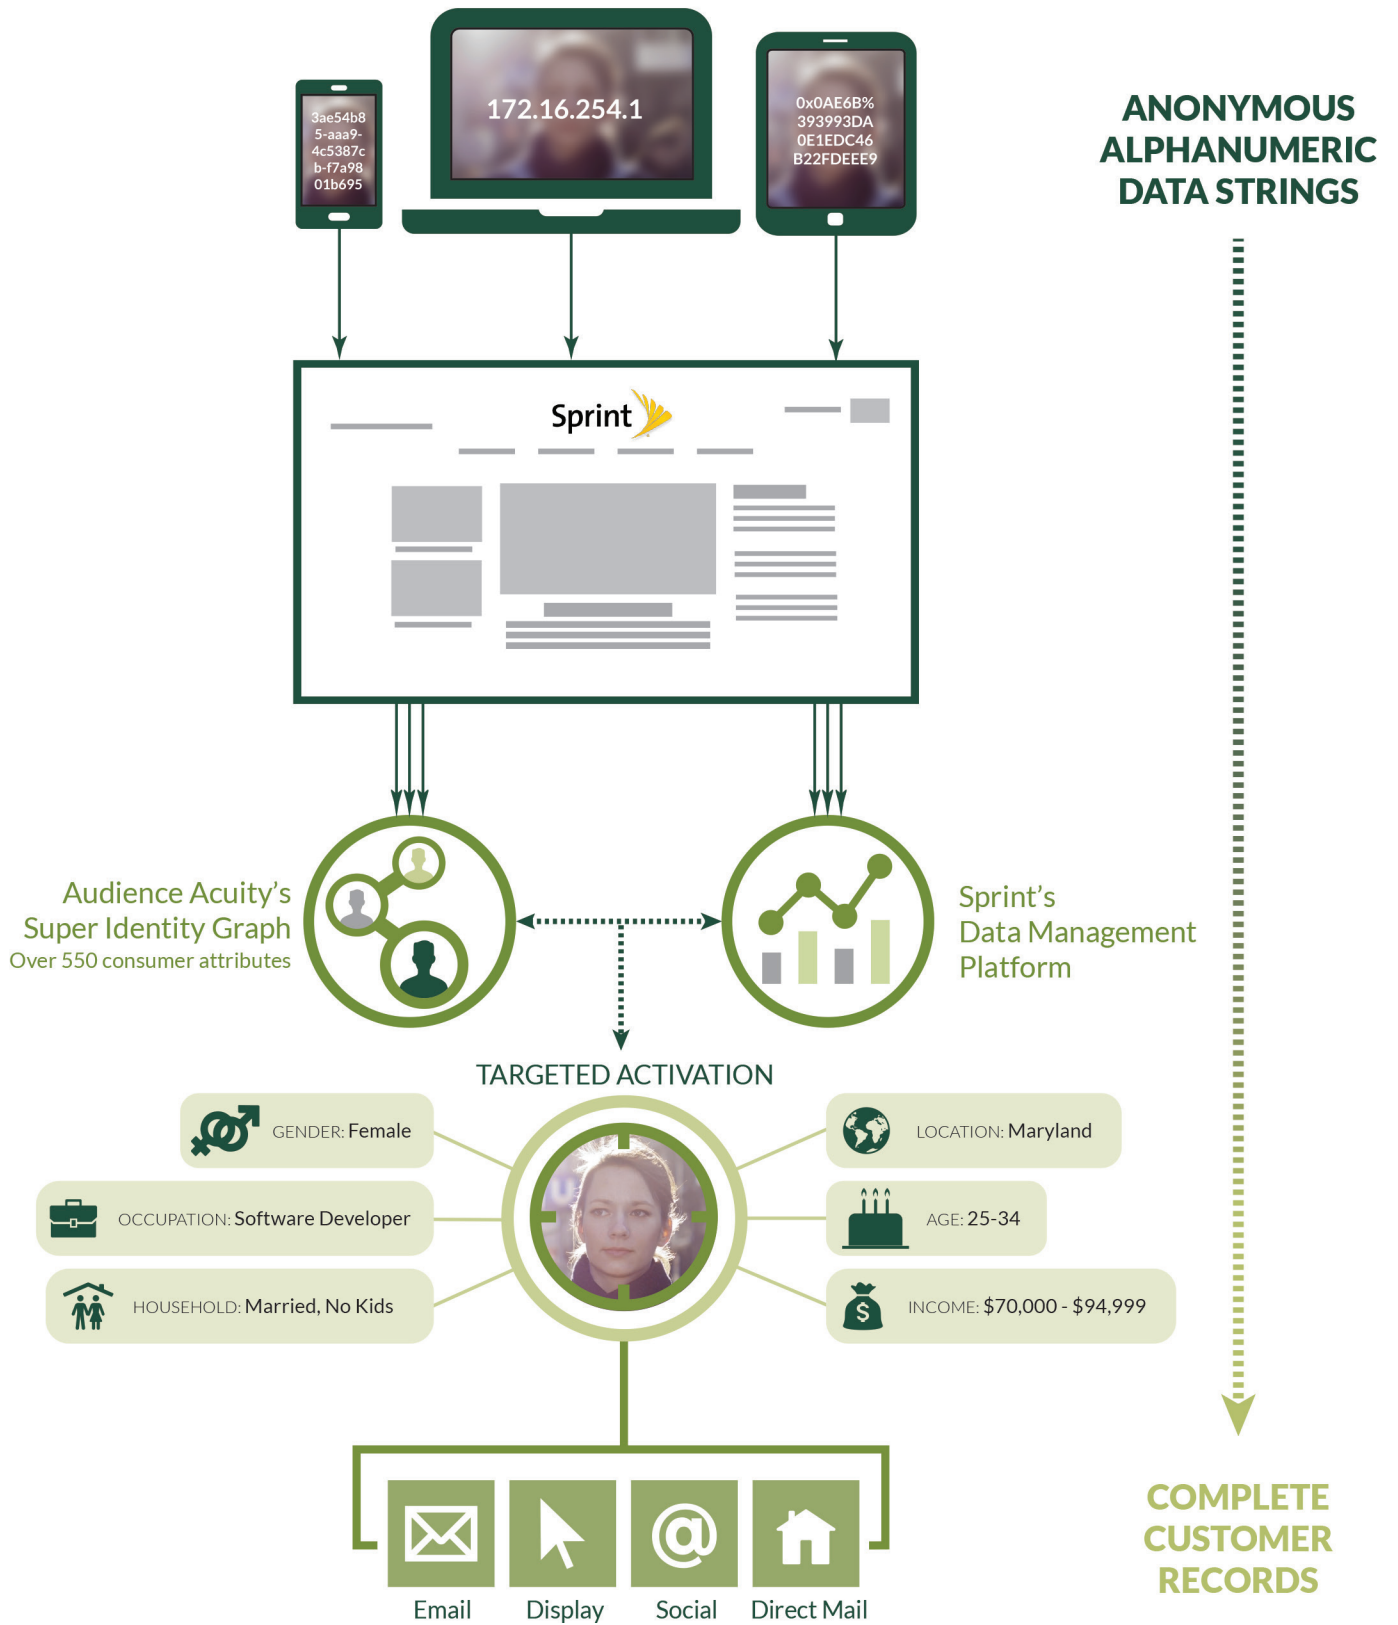 3ae54b8
5-aaa9-
4c5387c
b-f7a98
01b695
172.16.254.1
0x0AE6B%
393993DA
0E1EDC46
B22FDEEE9
ANONYMOUS
ALPHANUMERIC
DATA STRINGS
Sprint
Audience Acuity's
Super Identity Graph
Over 550 consumer attributes
Sprint's
Data Management
Platform
TARGETED ACTIVATION
GENDER: Female
LOCATION: Maryland
OCCUPATION: Software Developer
AGE: 25-34
HOUSEHOLD: Married, No Kids
INCOME: $70,000 - $94,999
COMPLETE
CUSTOMER
RECORDS
Email
Display
Social
Direct Mail